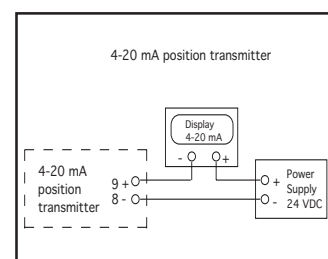 4-20 mA position transmitter
Display
4-20 mA
- +
4-20 mA
position
transmitter
9 +
8 -
+
-
Power
Supply
24 VDC